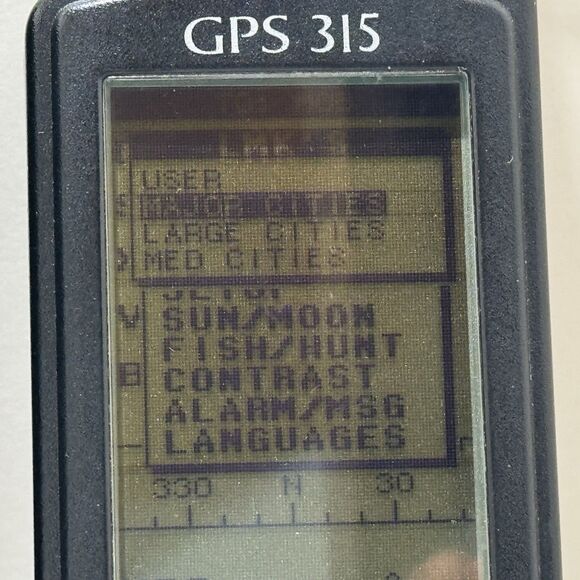 GPS 315
USER
MAJOR CITIES
LARGE CITIES
MED CITIES
SETUP
SUN/MOON
FISH/HUNT
CONTRAST
ALARM/MSG
LANGUAGES
330 N 30